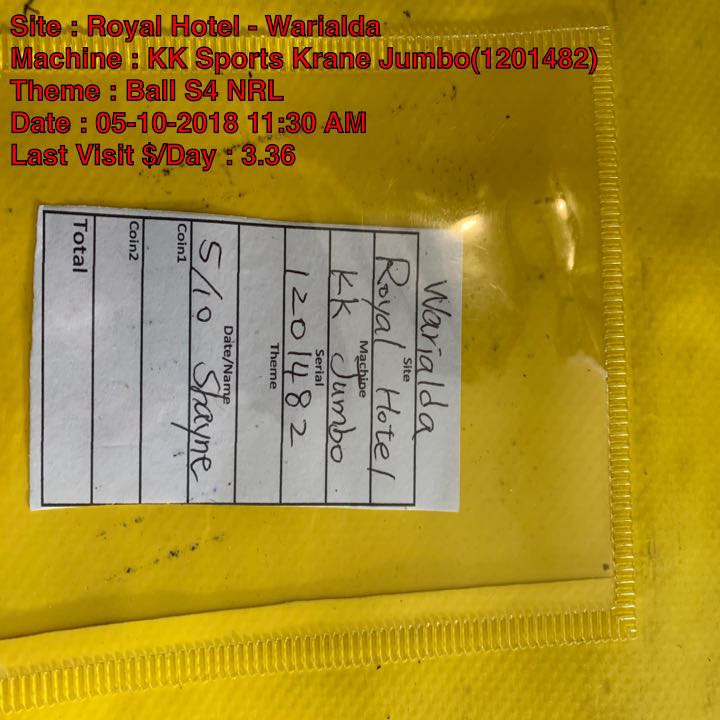 Site : Royal Hotel - Warialda
Machine : KK Sports Krane Jumbo(1201482)
Theme : Ball S4 NRL
Date : 05-10-2018 11:30 AM
Last Visit $/Day : 3.36
Warialda
Site
Royal Hotel
Machine
KK Jumbo
Serial
1201482
Theme
Date/Name
5/10 Shayne
Coin1
Coin2
Total